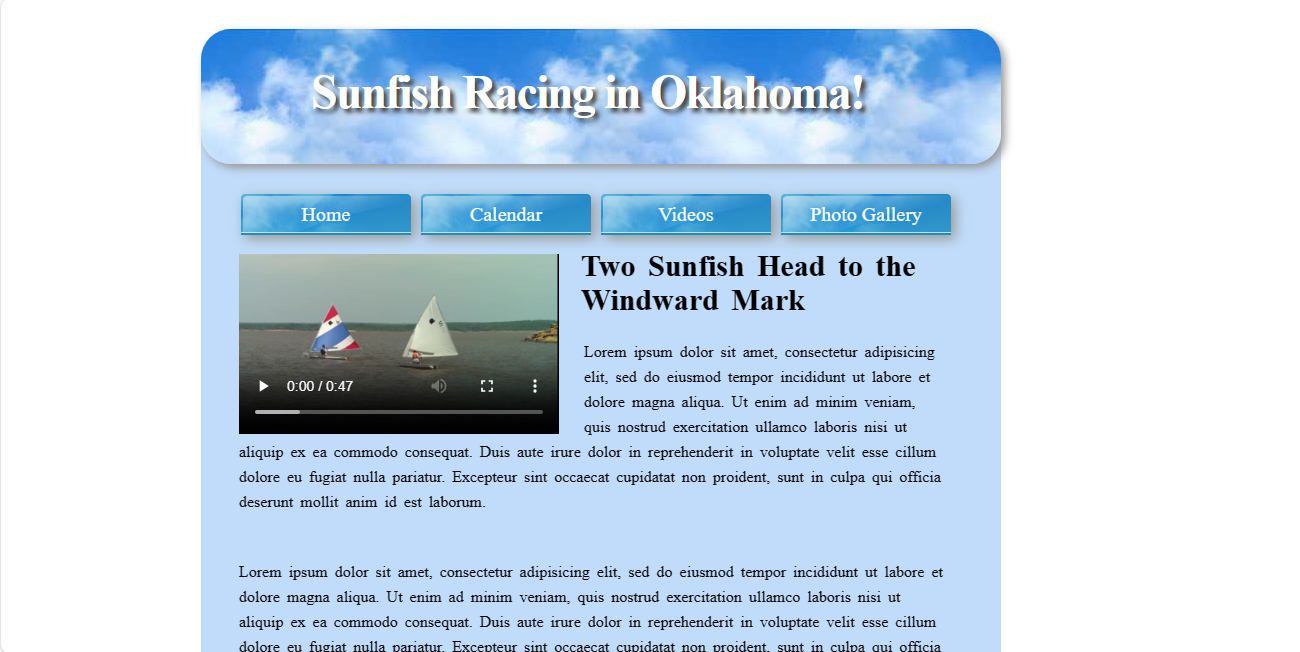 Sunfish Racing in Oklahoma!
Home Calendar Videos Photo Gallery
Two Sunfish Head to the
Windward Mark
0:00 / 0:47
Lorem ipsum dolor sit amet, consectetur adipisicing
elit, sed do eiusmod tempor incididunt ut labore et
dolore magna aliqua. Ut enim ad minim veniam,
quis nostrud exercitation ullamco laboris nisi ut
aliquip ex ea commodo consequat. Duis aute irure dolor in reprehenderit in voluptate velit esse cillum
dolore eu fugiat nulla pariatur. Excepteur sint occaecat cupidatat non proident, sunt in culpa qui officia
deserunt mollit anim id est laborum.
Lorem ipsum dolor sit amet, consectetur adipisicing elit, sed do eiusmod tempor incididunt ut labore et
dolore magna aliqua. Ut enim ad minim veniam, quis nostrud exercitation ullamco laboris nisi ut
aliquip ex ea commodo consequat. Duis aute irure dolor in reprehenderit in voluptate velit esse cillum
dolore eu fugiat nulla pariatur. Excepteur sint occaecat cupidatat non proident, sunt in culpa qui officia